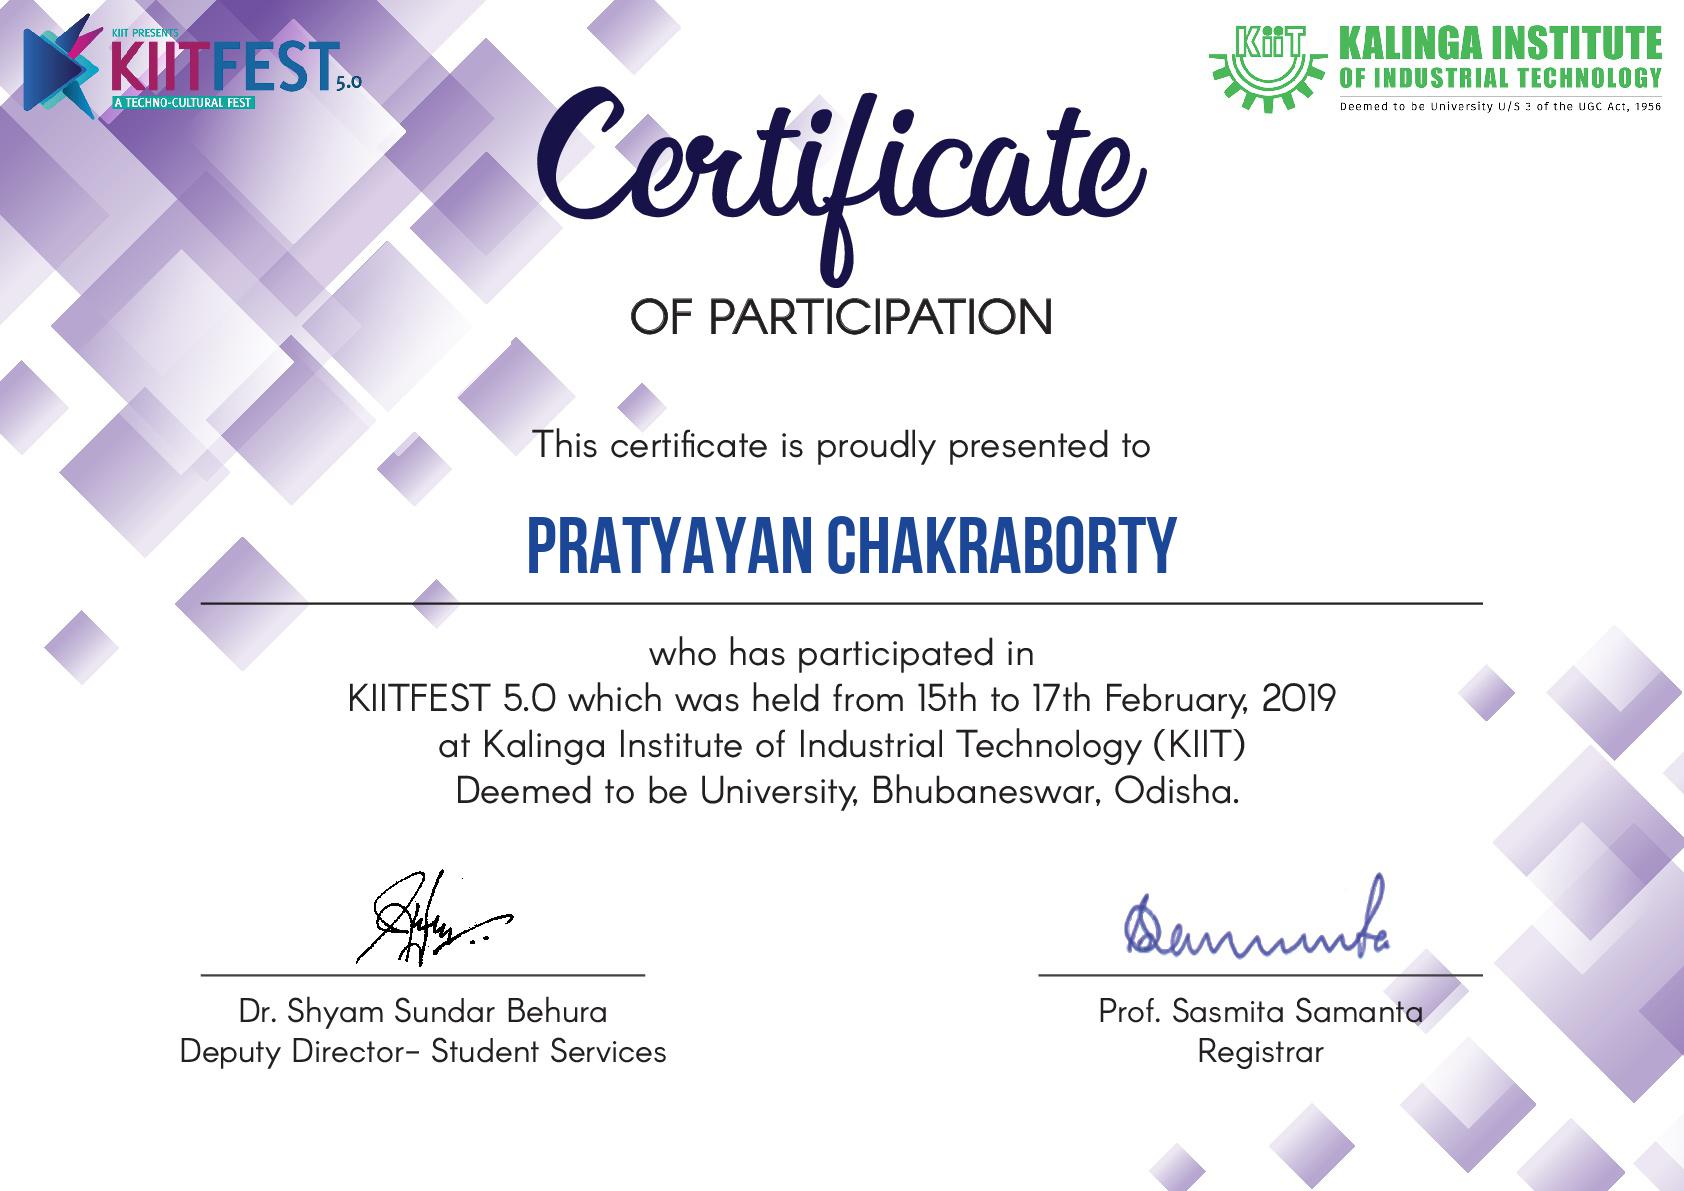 KIIT PRESENTS
KIITFEST 5.0
A TECHNO-CULTURAL FEST
KiiT
KALINGA INSTITUTE
OF INDUSTRIAL TECHNOLOGY
Deemed to be University U/S 3 of the UGC Act, 1956
Certificate
OF PARTICIPATION
This certificate is proudly presented to
PRATYAYAN CHAKRABORTY
who has participated in
KIITFEST 5.0 which was held from 15th to 17th February, 2019
at Kalinga Institute of Industrial Technology (KIIT)
Deemed to be University, Bhubaneswar, Odisha.
Dr. Shyam Sundar Behura
Deputy Director- Student Services
Prof. Sasmita Samanta
Registrar